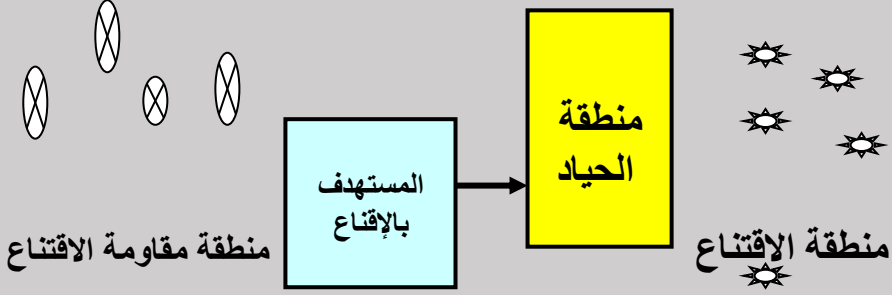 منطقة
الحياد
المستهدف
بالإقناع
منطقة الاقتناع
منطقة مقاومة الاقتناع